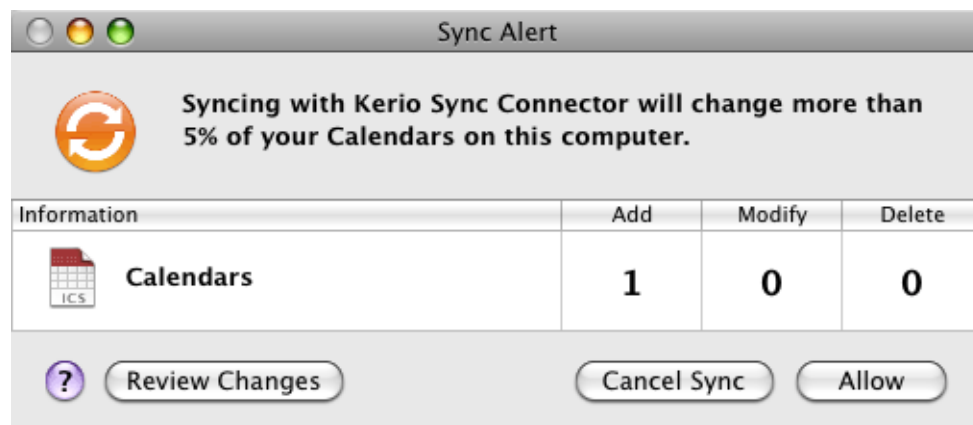 Sync Alert
Syncing with Kerio Sync Connector will change more than
5% of your Calendars on this computer.
Information Add Modify Delete
ICS Calendars 1 0 0
? Review Changes Cancel Sync Allow